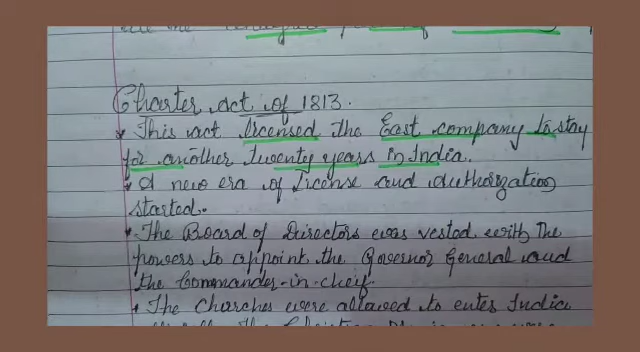 Charter Act of 1813.
* This act licensed the East company to stay
for another twenty years in India.
* A new era of license and authorization
started.
* The Board of Directors was vested with the
powers to appoint the Governor General and
the Commander-in-cheif.
* The Churches were allowed to enter India